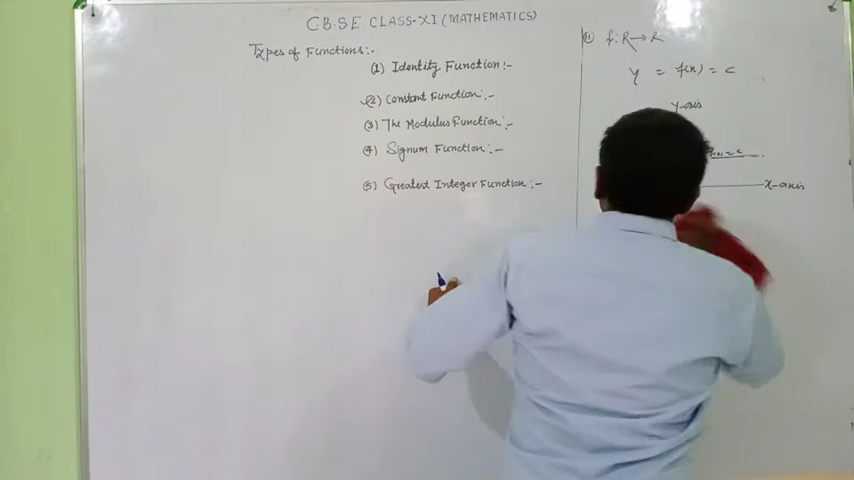 CBSE CLASS-XI (MATHEMATICS)
Types of Functions:-
(1) Identity Function:-
(2) Constant Function:-
(3) The Modulus Function:-
(4) Signum Function:-
(5) Greatest Integer Function:-
f: R→R
y = f(x) = c
y-axis
x-axis